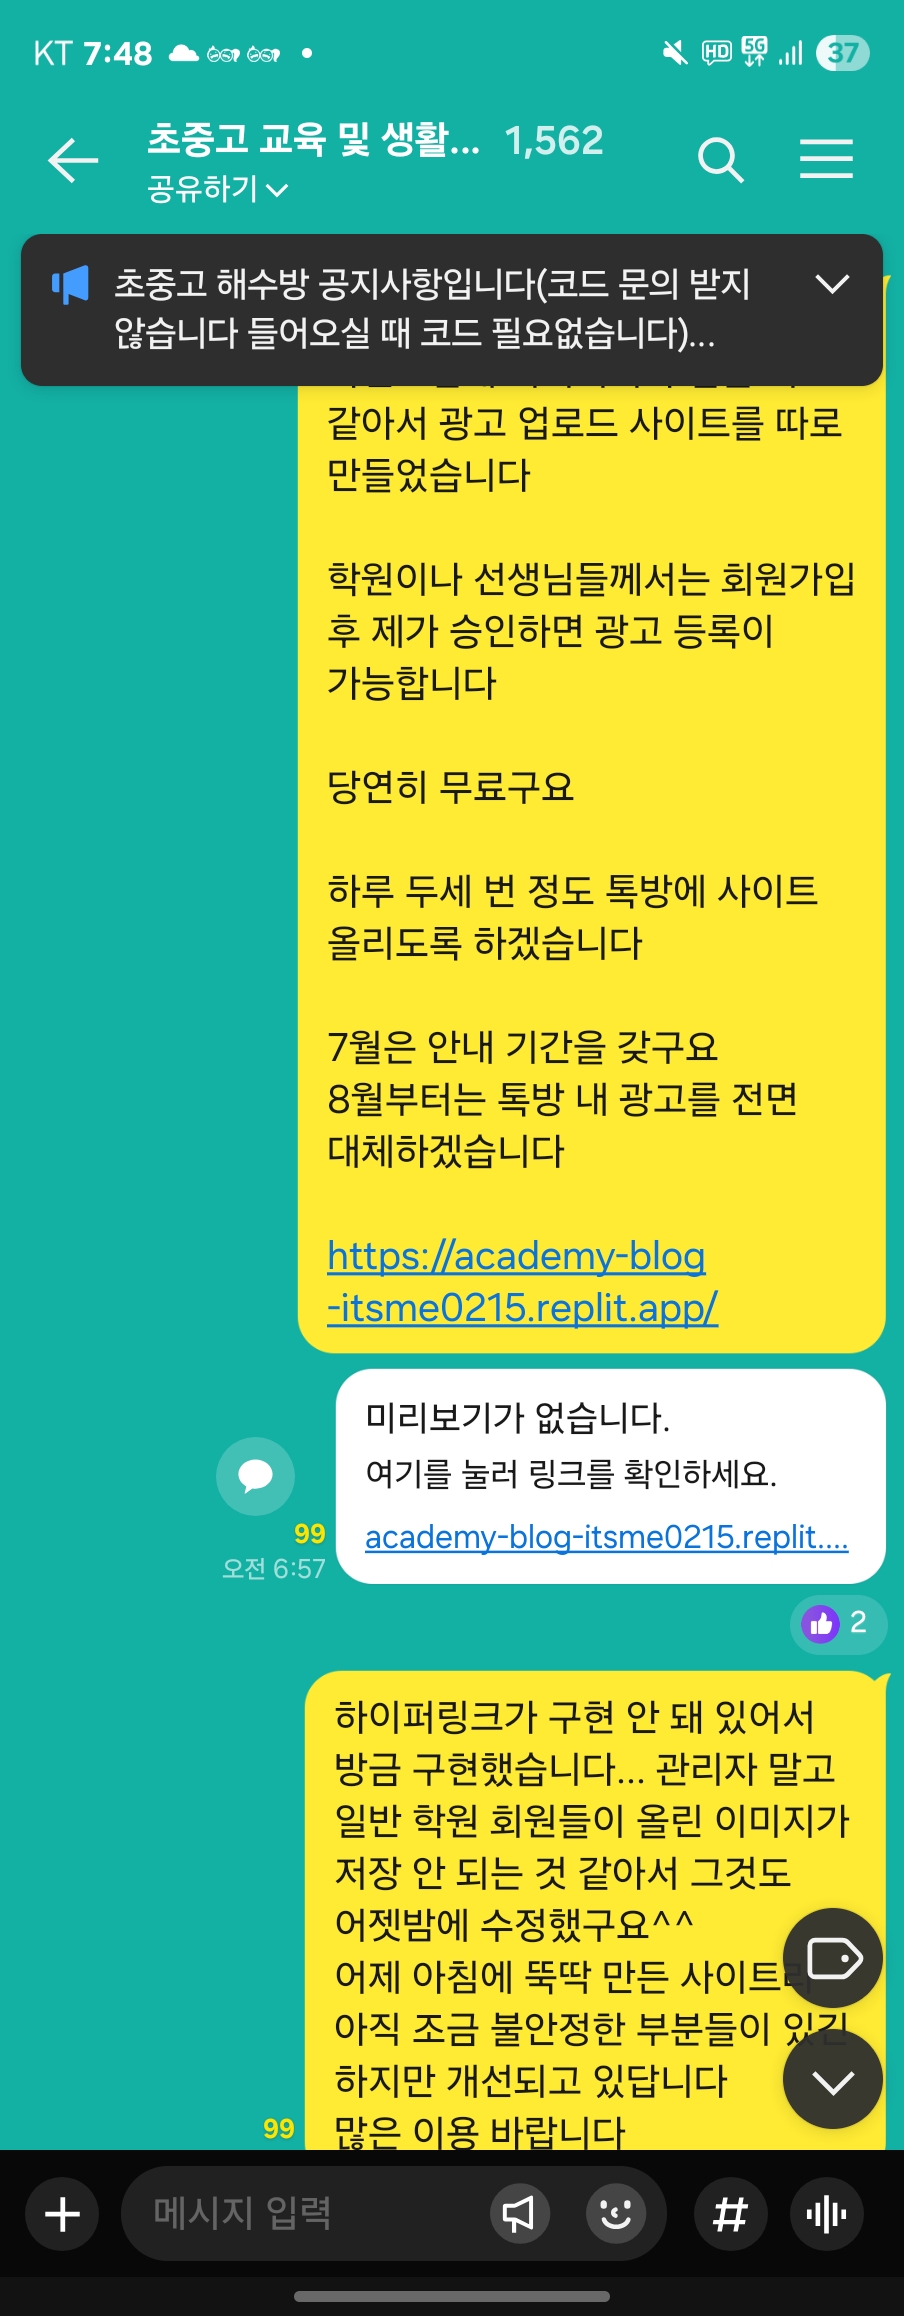 KT 7:48
HD 5G 37
초중고 교육 및 생활... 1,562
공유하기
초중고 해수방 공지사항입니다(코드 문의 받지
않습니다 들어오실 때 코드 필요없습니다)...
같아서 광고 업로드 사이트를 따로
만들었습니다
학원이나 선생님들께서는 회원가입
후 제가 승인하면 광고 등록이
가능합니다
당연히 무료구요
하루 두세 번 정도 톡방에 사이트
올리도록 하겠습니다
7월은 안내 기간을 갖구요
8월부터는 톡방 내 광고를 전면
대체하겠습니다
https://academy-blog
-itsme0215.replit.app/
미리보기가 없습니다.
여기를 눌러 링크를 확인하세요.
academy-blog-itsme0215.replit....
99
오전 6:57
2
하이퍼링크가 구현 안 돼 있어서
방금 구현했습니다... 관리자 말고
일반 학원 회원들이 올린 이미지가
저장 안 되는 것 같아서 그것도
어젯밤에 수정했구요^^
어제 아침에 뚝딱 만든 사이트라
아직 조금 불안정한 부분들이 있긴
하지만 개선되고 있답니다
많은 이용 바랍니다
99
메시지 입력
#